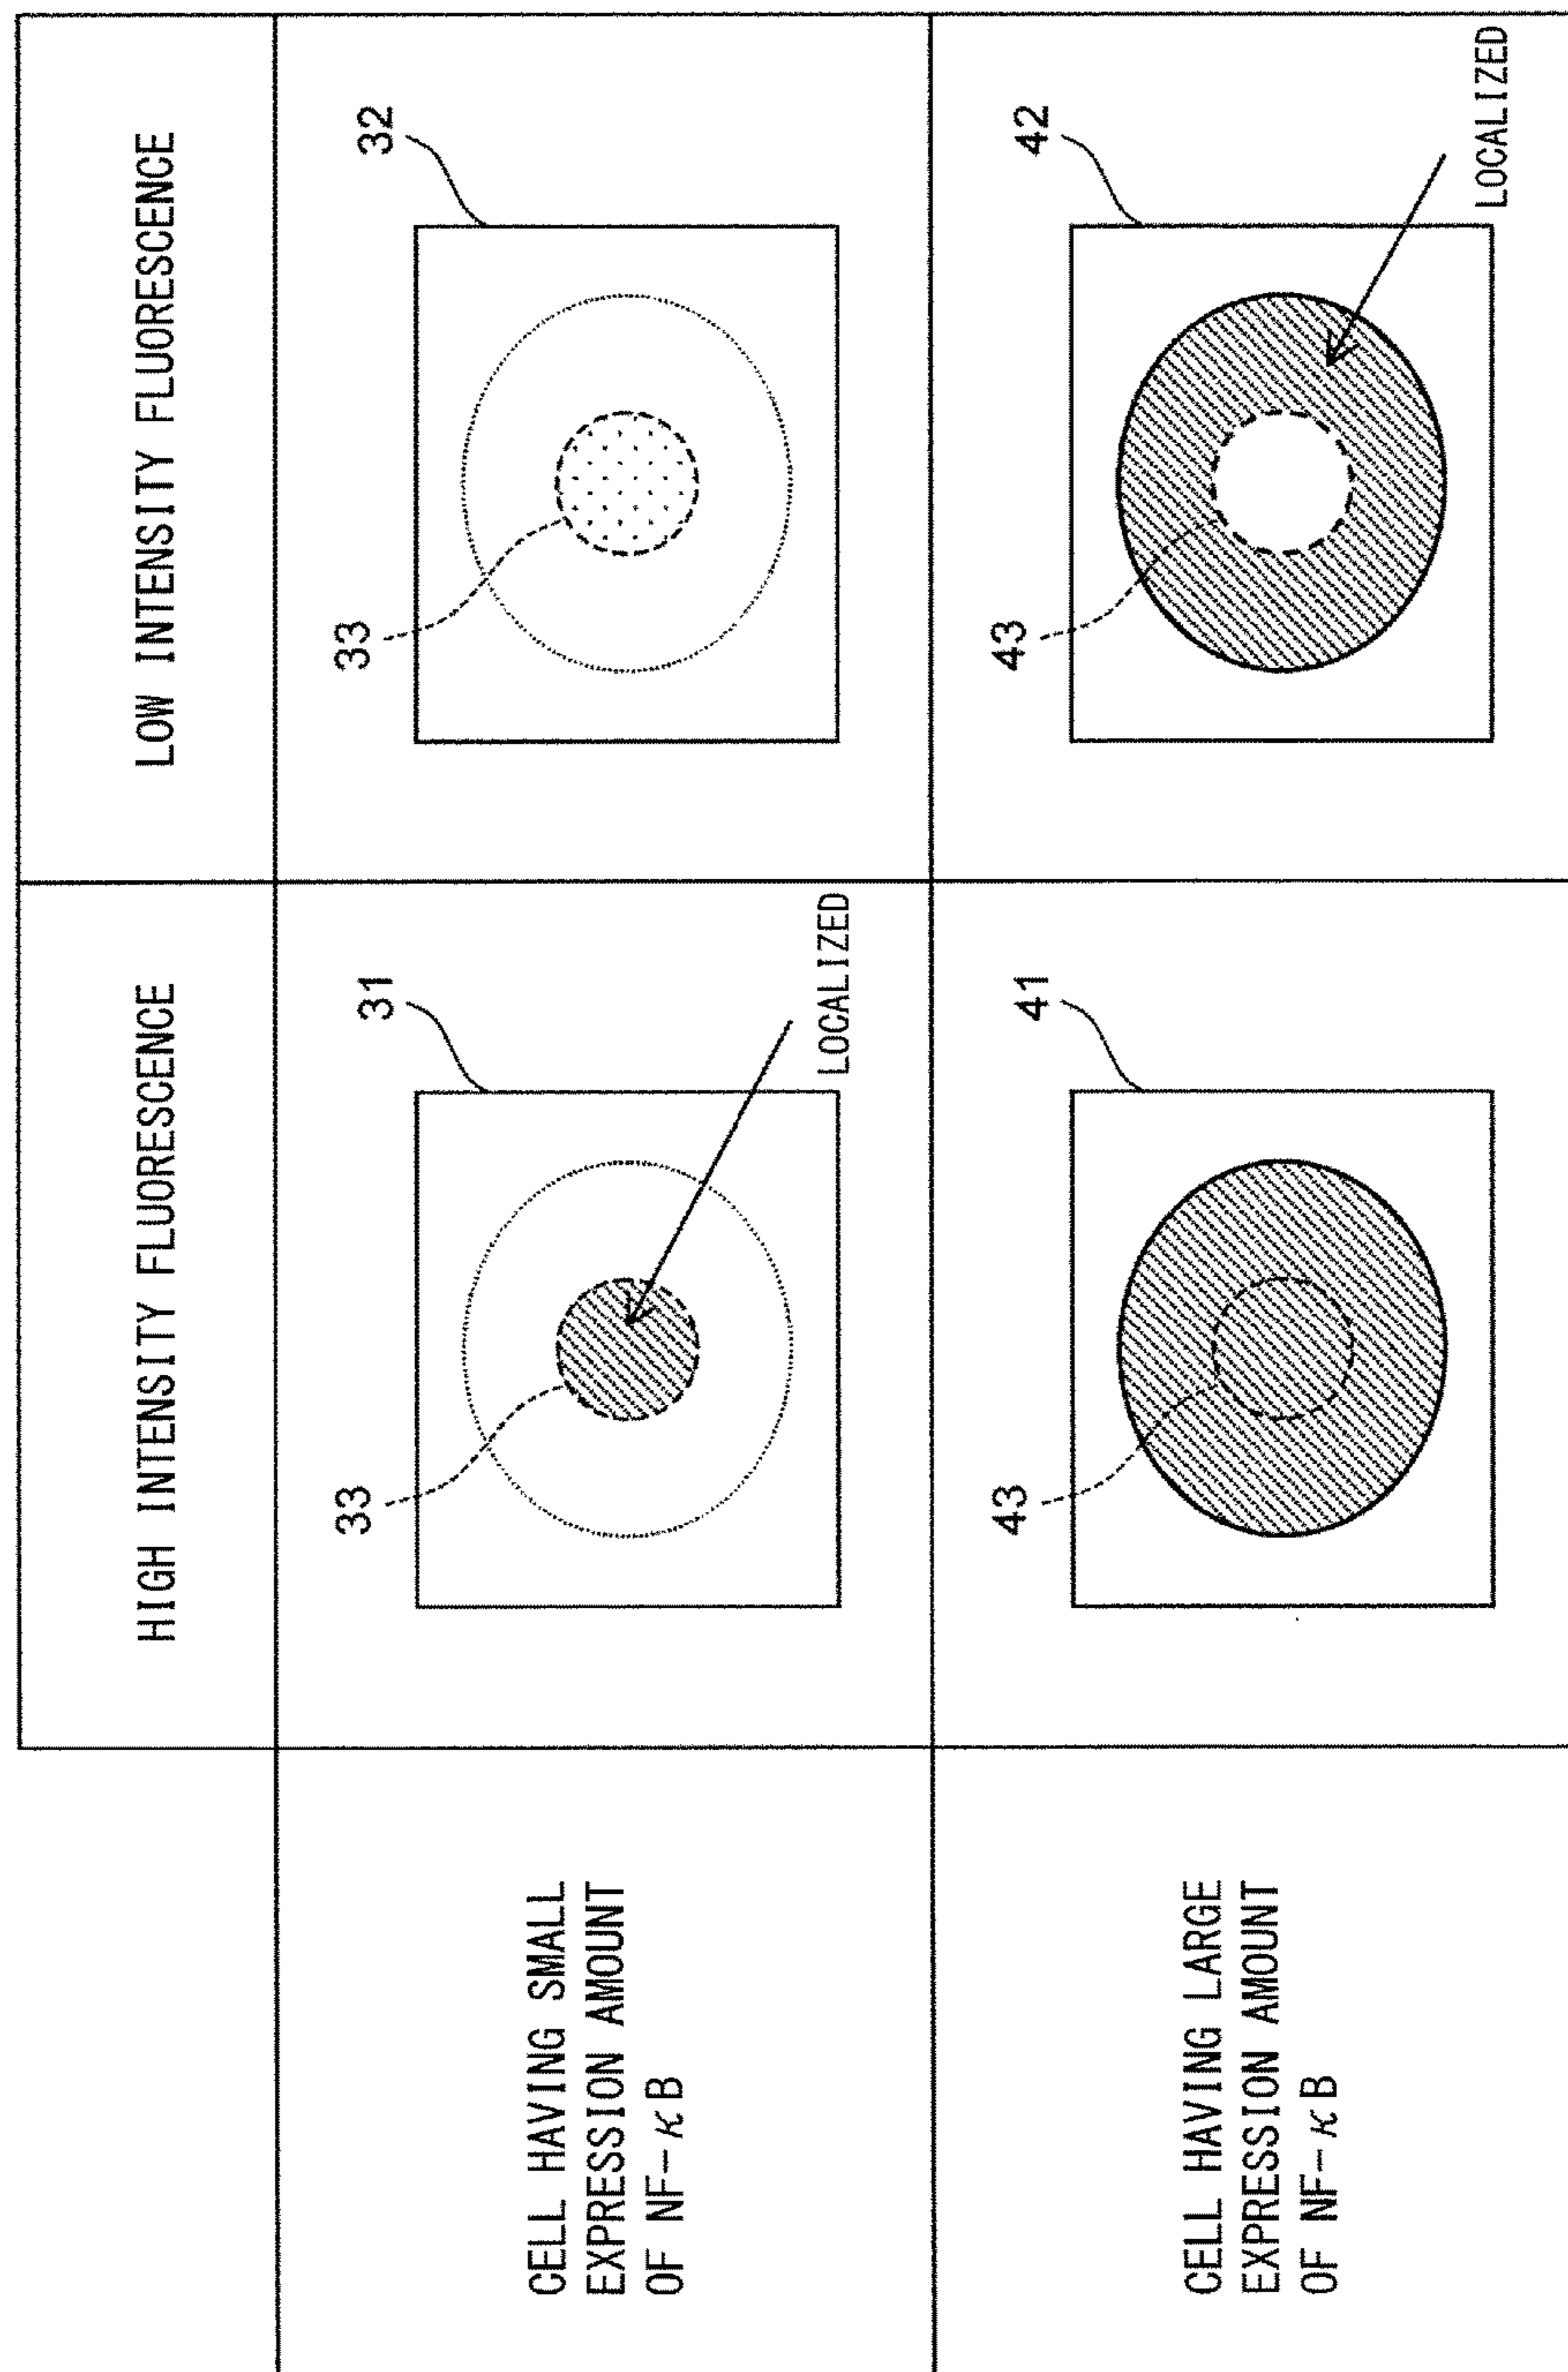 HIGH INTENSITY FLUORESCENCE
LOW INTENSITY FLUORESCENCE
CELL HAVING SMALL
EXPRESSION AMOUNT
OF NF-κB
33
31
LOCALIZED
33
32
CELL HAVING LARGE
EXPRESSION AMOUNT
OF NF-κB
43
41
43
42
LOCALIZED